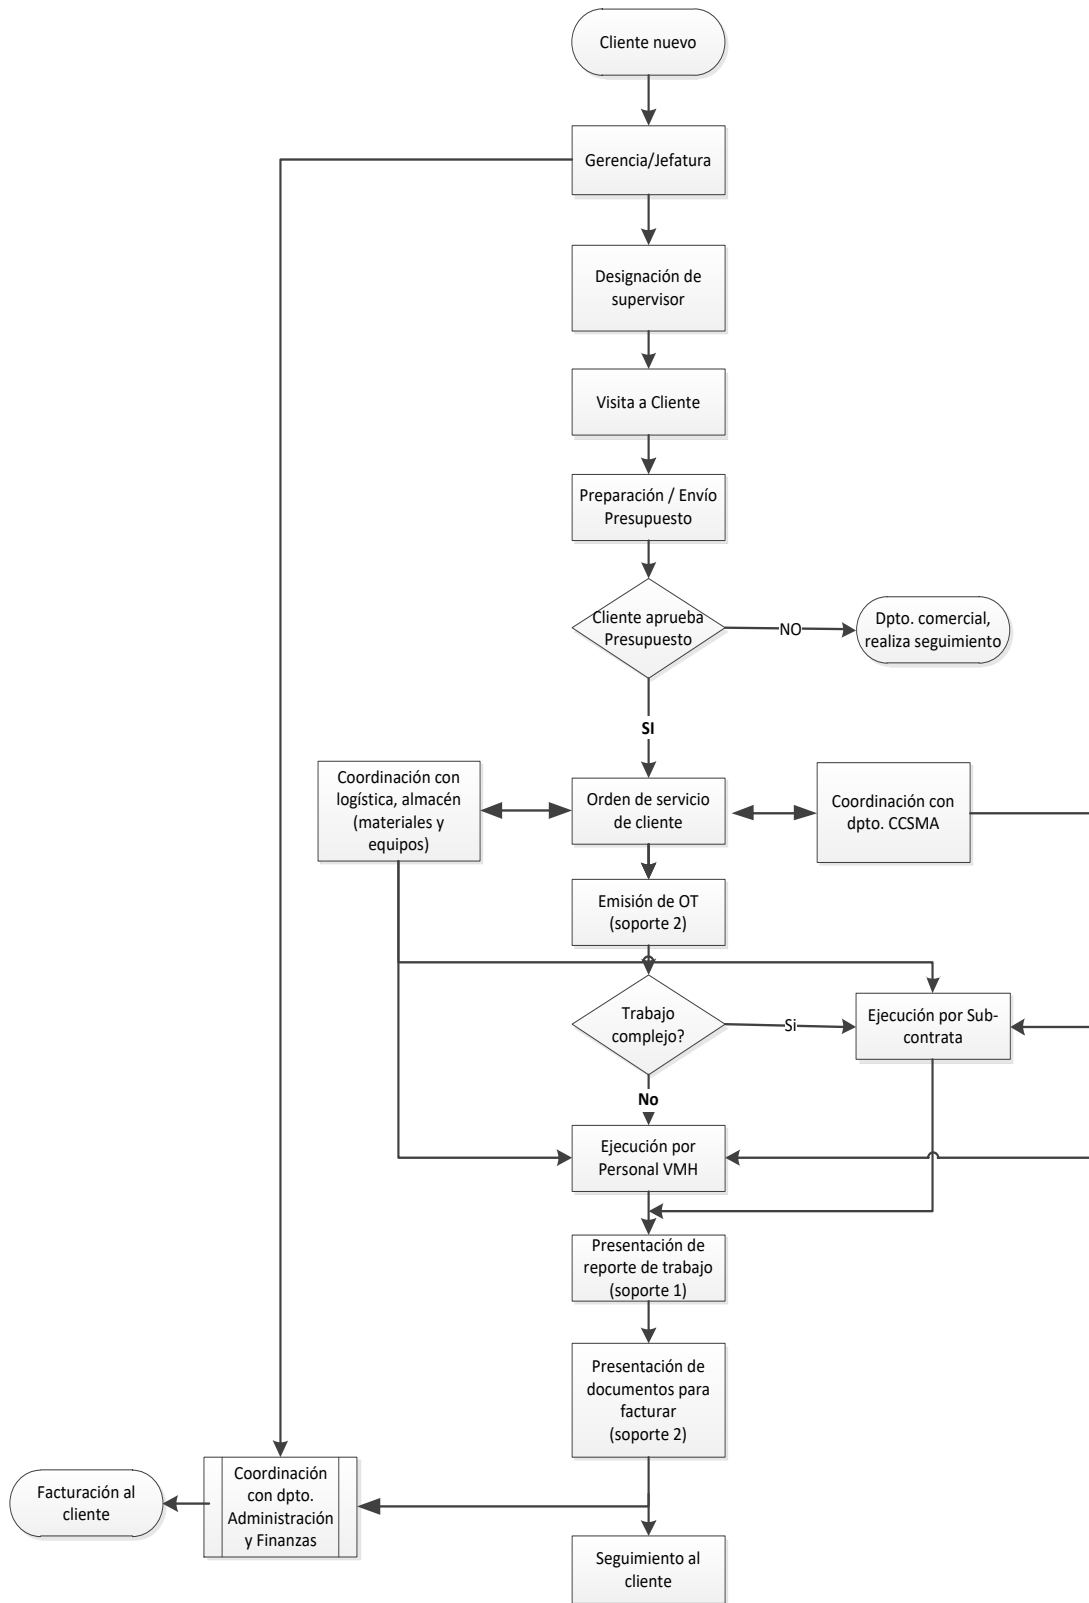 Cliente nuevo
Gerencia/Jefatura
Designación de
supervisor
Visita a Cliente
Preparación / Envío
Presupuesto
Cliente aprueba
Presupuesto
NO
Dpto. comercial,
realiza seguimiento
SI
Coordinación con
logística, almacén
(materiales y
equipos)
Orden de servicio
de cliente
Coordinación con
dpto. CCSMA
Emisión de OT
(soporte 2)
Trabajo
complejo?
Si
Ejecución por Sub-
contrata
No
Ejecución por
Personal VMH
Presentación de
reporte de trabajo
(soporte 1)
Presentación de
documentos para
facturar
(soporte 2)
Facturación al
cliente
Coordinación
con dpto.
Administración
y Finanzas
Seguimiento al
cliente